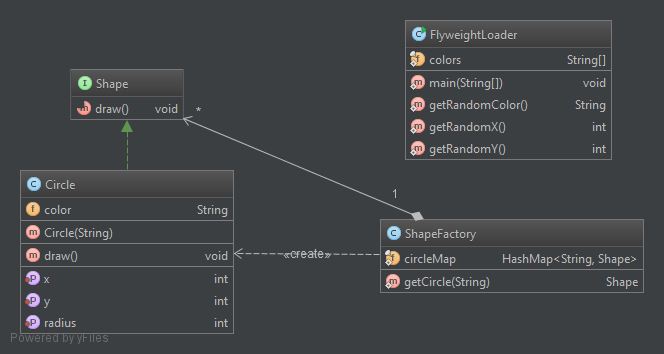 FlyweightLoader
colors String[]
main(String[]) void
getRandomColor() String
getRandomX() int
getRandomY() int
Shape
draw() void
*
1
Circle
color String
Circle(String)
draw() void
x int
y int
radius int
«create»
ShapeFactory
circleMap HashMap<String, Shape>
getCircle(String) Shape
Powered by yFiles